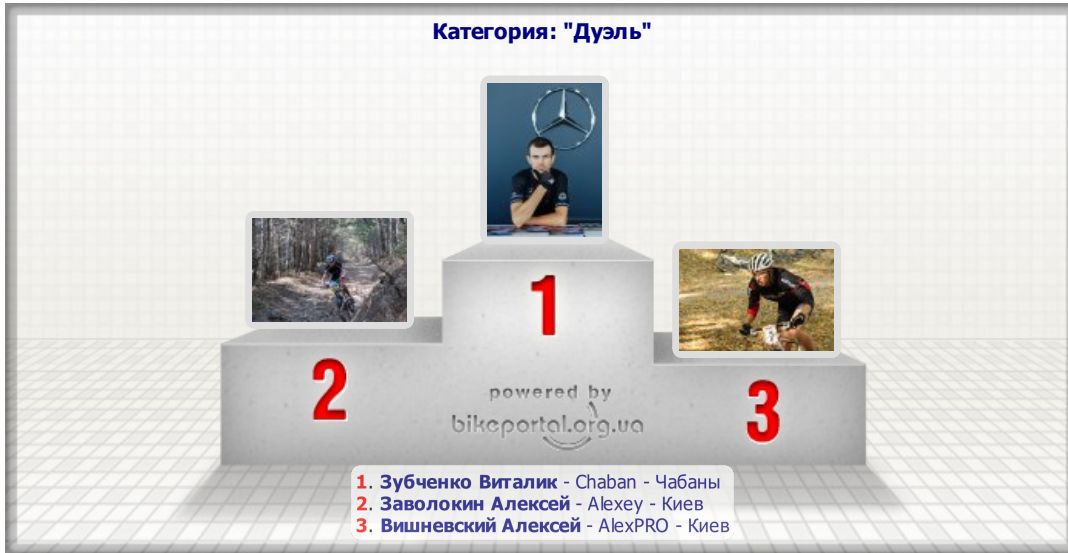 Категория: "Дуэль"
1
2
3
powered by
bikeportal.org.ua
1. Зубченко Виталик - Chaban - Чабаны
2. Заволокин Алексей - Alexey - Киев
3. Вишневский Алексей - AlexPRO - Киев